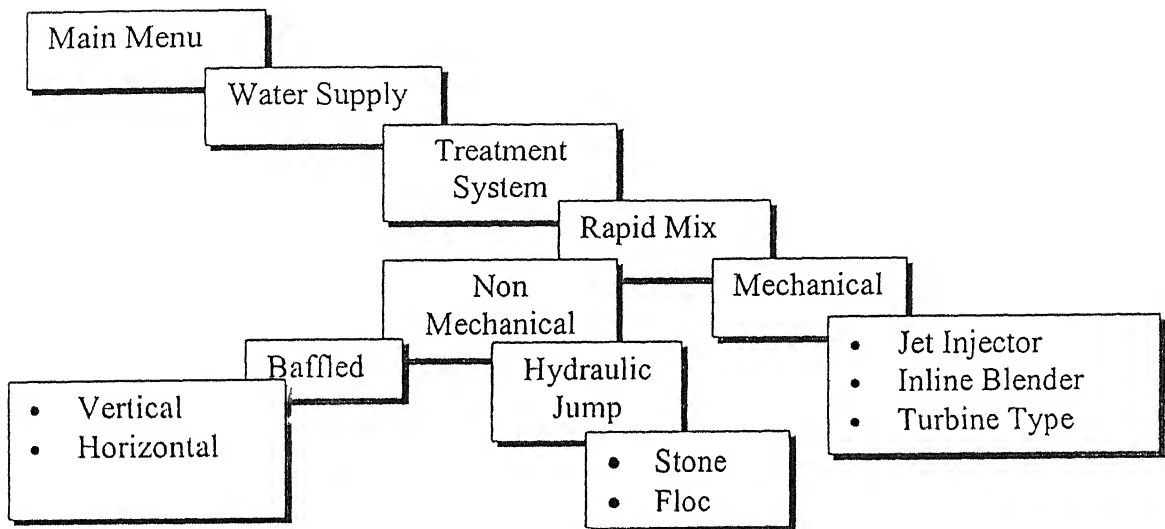 Main Menu
Water Supply
Treatment
System
Rapid Mix
Mechanical
Non
Mechanical
Baffled
Hydraulic
Jump
• Jet Injector
• Inline Blender
• Turbine Type
• Vertical
• Horizontal
• Stone
• Floc